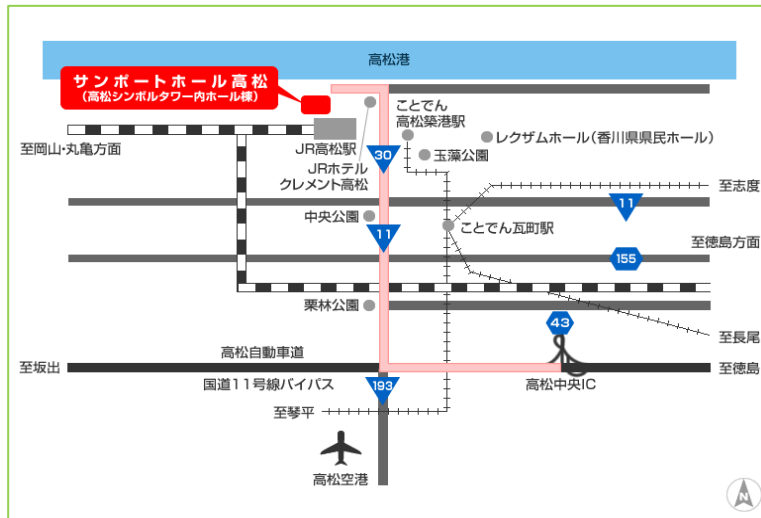 高松港
サンポートホール高松
(高松シンボルタワー内ホール棟)
ことでん
高松築港駅
レクザムホール(香川県県民ホール)
至岡山・丸亀方面
JR高松駅
玉藻公園
JRホテル
クレメント高松
30
至志度
11
中央公園
11
ことでん瓦町駅
至徳島方面
155
栗林公園
43
至長尾
高松自動車道
至坂出
至徳島
国道11号線バイパス
193
高松中央IC
至琴平
高松空港
N